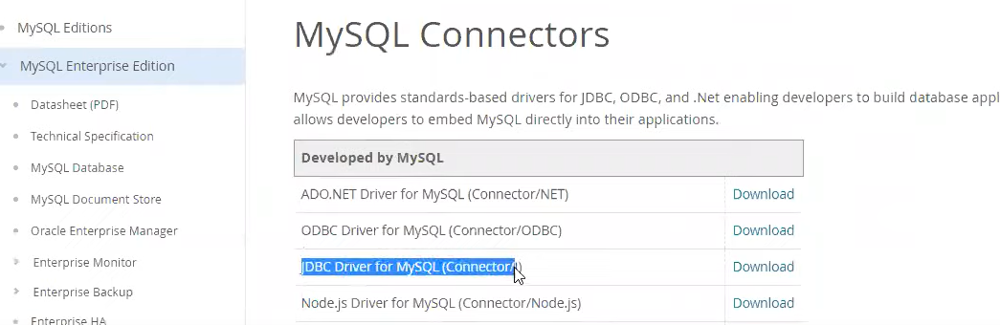 MySQL Editions
MySQL Enterprise Edition
Datasheet (PDF)
Technical Specification
MySQL Database
MySQL Document Store
Oracle Enterprise Manager
Enterprise Monitor
Enterprise Backup
Enterprise HA
MySQL Connectors
MySQL provides standards-based drivers for JDBC, ODBC, and .Net enabling developers to build database appl
allows developers to embed MySQL directly into their applications.
Developed by MySQL
ADO.NET Driver for MySQL (Connector/NET) Download
ODBC Driver for MySQL (Connector/ODBC) Download
JDBC Driver for MySQL (Connector/J) Download
Node.js Driver for MySQL (Connector/Node.js) Download